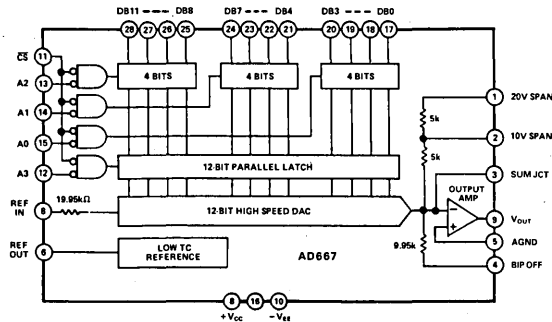 DB11 DB8 DB7 DB4 DB3 DB0
28 27 26 25 24 23 22 21 20 19 18 17
CS 11
A2 13
A1 14
A0 15
A3 12
4 BITS 4 BITS 4 BITS
12-BIT PARALLEL LATCH
REF IN 8 19.95kΩ
12-BIT HIGH SPEED DAC
REF OUT 6
LOW TC REFERENCE
AD667
5k
5k
9.95k
1 20V SPAN
2 10V SPAN
3 SUM JCT
OUTPUT AMP
9 VOUT
5 AGND
4 BIP OFF
8 16 10
+VCC -VEE